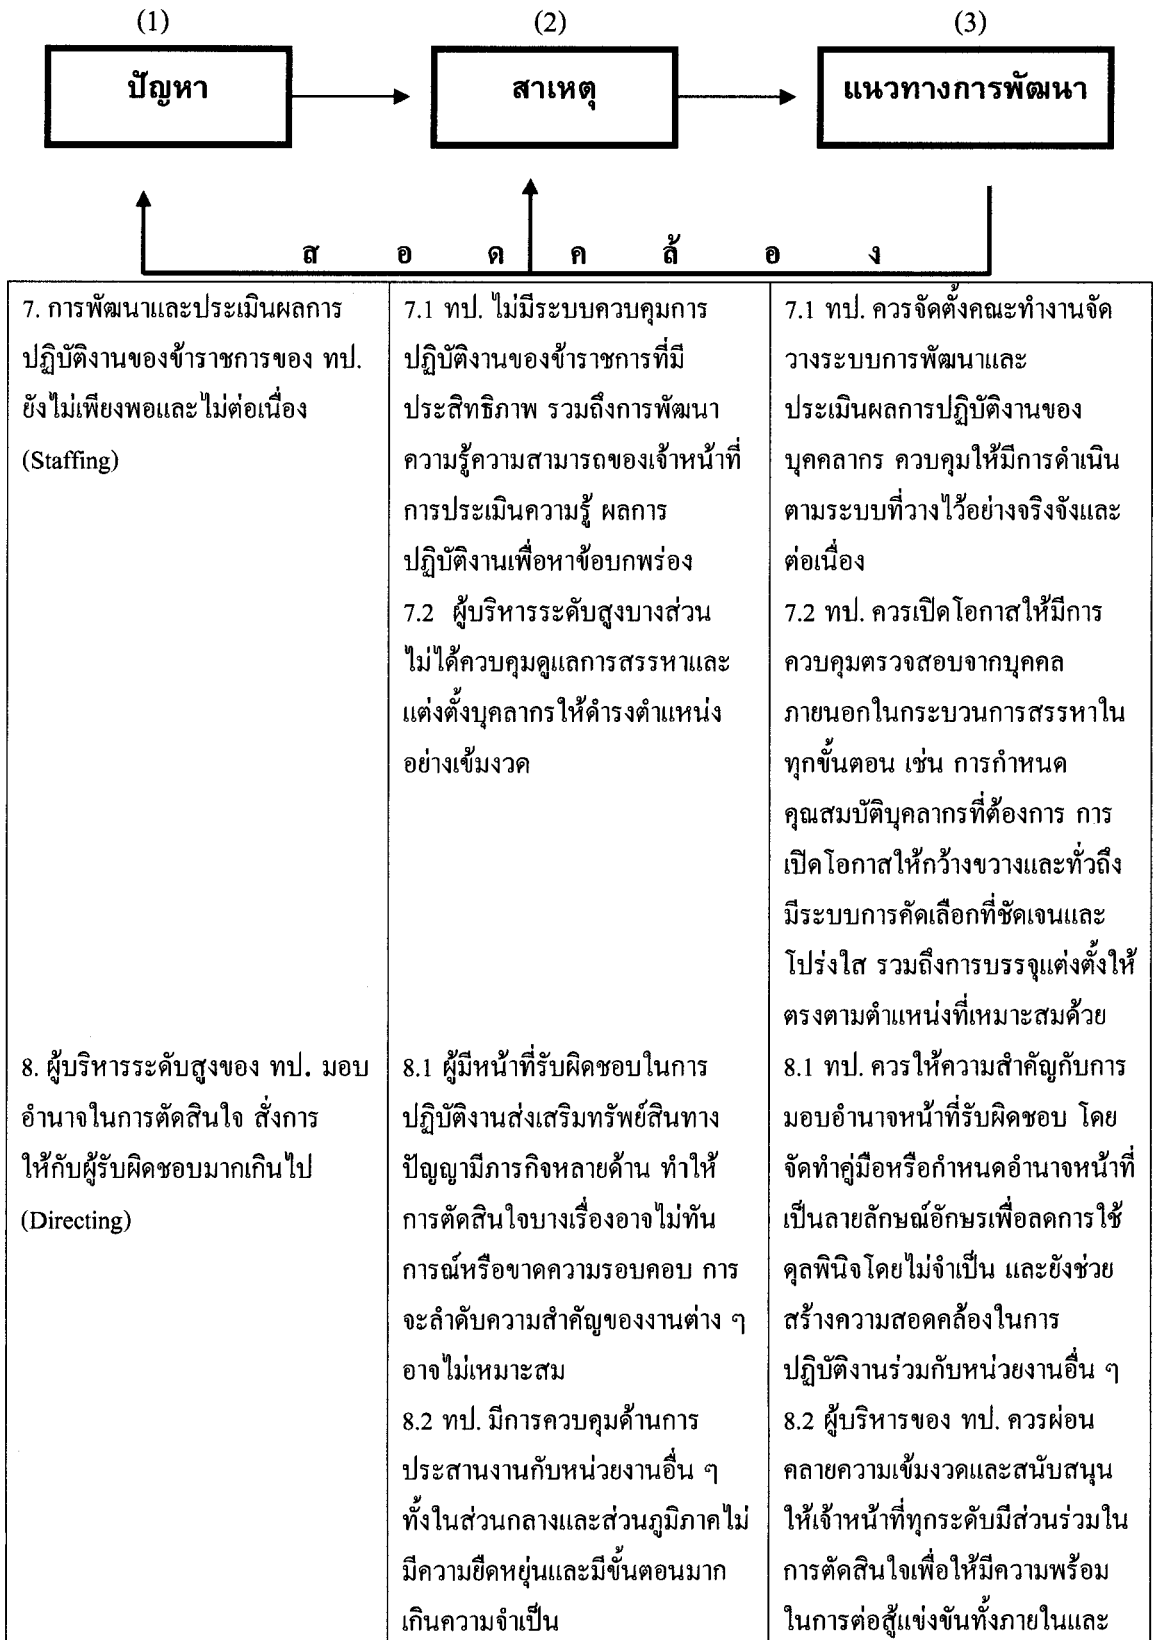 (1) (2) (3)
ปัญหา สาเหตุ แนวทางการพัฒนา
ส อ ด ค ล้ อ ง
7. การพัฒนาและประเมินผลการ
ปฏิบัติงานของข้าราชการของ ทป.
ยังไม่เพียงพอและไม่ต่อเนื่อง
(Staffing)
7.1 ทป. ไม่มีระบบควบคุมการ
ปฏิบัติงานของข้าราชการที่มี
ประสิทธิภาพ รวมถึงการพัฒนา
ความรู้ความสามารถของเจ้าหน้าที่
การประเมินความรู้ ผลการ
ปฏิบัติงานเพื่อหาข้อบกพร่อง
7.2 ผู้บริหารระดับสูงบางส่วน
ไม่ได้ควบคุมดูแลการสรรหาและ
แต่งตั้งบุคลากรให้ดำรงตำแหน่ง
อย่างเข้มงวด
7.1 ทป. ควรจัดตั้งคณะทำงานจัด
วางระบบการพัฒนาและ
ประเมินผลการปฏิบัติงานของ
บุคคลากร ควบคุมให้มีการดำเนิน
ตามระบบที่วางไว้อย่างจริงจังและ
ต่อเนื่อง
7.2 ทป. ควรเปิดโอกาสให้มีการ
ควบคุมตรวจสอบจากบุคคล
ภายนอกในกระบวนการสรรหาใน
ทุกขั้นตอน เช่น การกำหนด
คุณสมบัติบุคลากรที่ต้องการ การ
เปิดโอกาสให้กว้างขวางและทั่วถึง
มีระบบการคัดเลือกที่ชัดเจนและ
โปร่งใส รวมถึงการบรรจุแต่งตั้งให้
ตรงตามตำแหน่งที่เหมาะสมด้วย
8. ผู้บริหารระดับสูงของ ทป. มอบ
อำนาจในการตัดสินใจ สั่งการ
ให้กับผู้รับผิดชอบมากเกินไป
(Directing)
8.1 ผู้มีหน้าที่รับผิดชอบในการ
ปฏิบัติงานส่งเสริมทรัพย์สินทาง
ปัญญามีภารกิจหลายด้าน ทำให้
การตัดสินใจบางเรื่องอาจไม่ทัน
การณ์หรือขาดความรอบคอบ การ
จะลำดับความสำคัญของงานต่าง ๆ
อาจไม่เหมาะสม
8.2 ทป. มีการควบคุมด้านการ
ประสานงานกับหน่วยงานอื่น ๆ
ทั้งในส่วนกลางและส่วนภูมิภาคไม่
มีความยืดหยุ่นและมีขั้นตอนมาก
เกินความจำเป็น
8.1 ทป. ควรให้ความสำคัญกับการ
มอบอำนาจหน้าที่รับผิดชอบ โดย
จัดทำคู่มือหรือกำหนดอำนาจหน้าที่
เป็นลายลักษณ์อักษรเพื่อลดการใช้
ดุลพินิจโดยไม่จำเป็น และยังช่วย
สร้างความสอดคล้องในการ
ปฏิบัติงานร่วมกับหน่วยงานอื่น ๆ
8.2 ผู้บริหารของ ทป. ควรผ่อน
คลายความเข้มงวดและสนับสนุน
ให้เจ้าหน้าที่ทุกระดับมีส่วนร่วมใน
การตัดสินใจเพื่อให้มีความพร้อม
ในการต่อสู้แข่งขันทั้งภายในและ